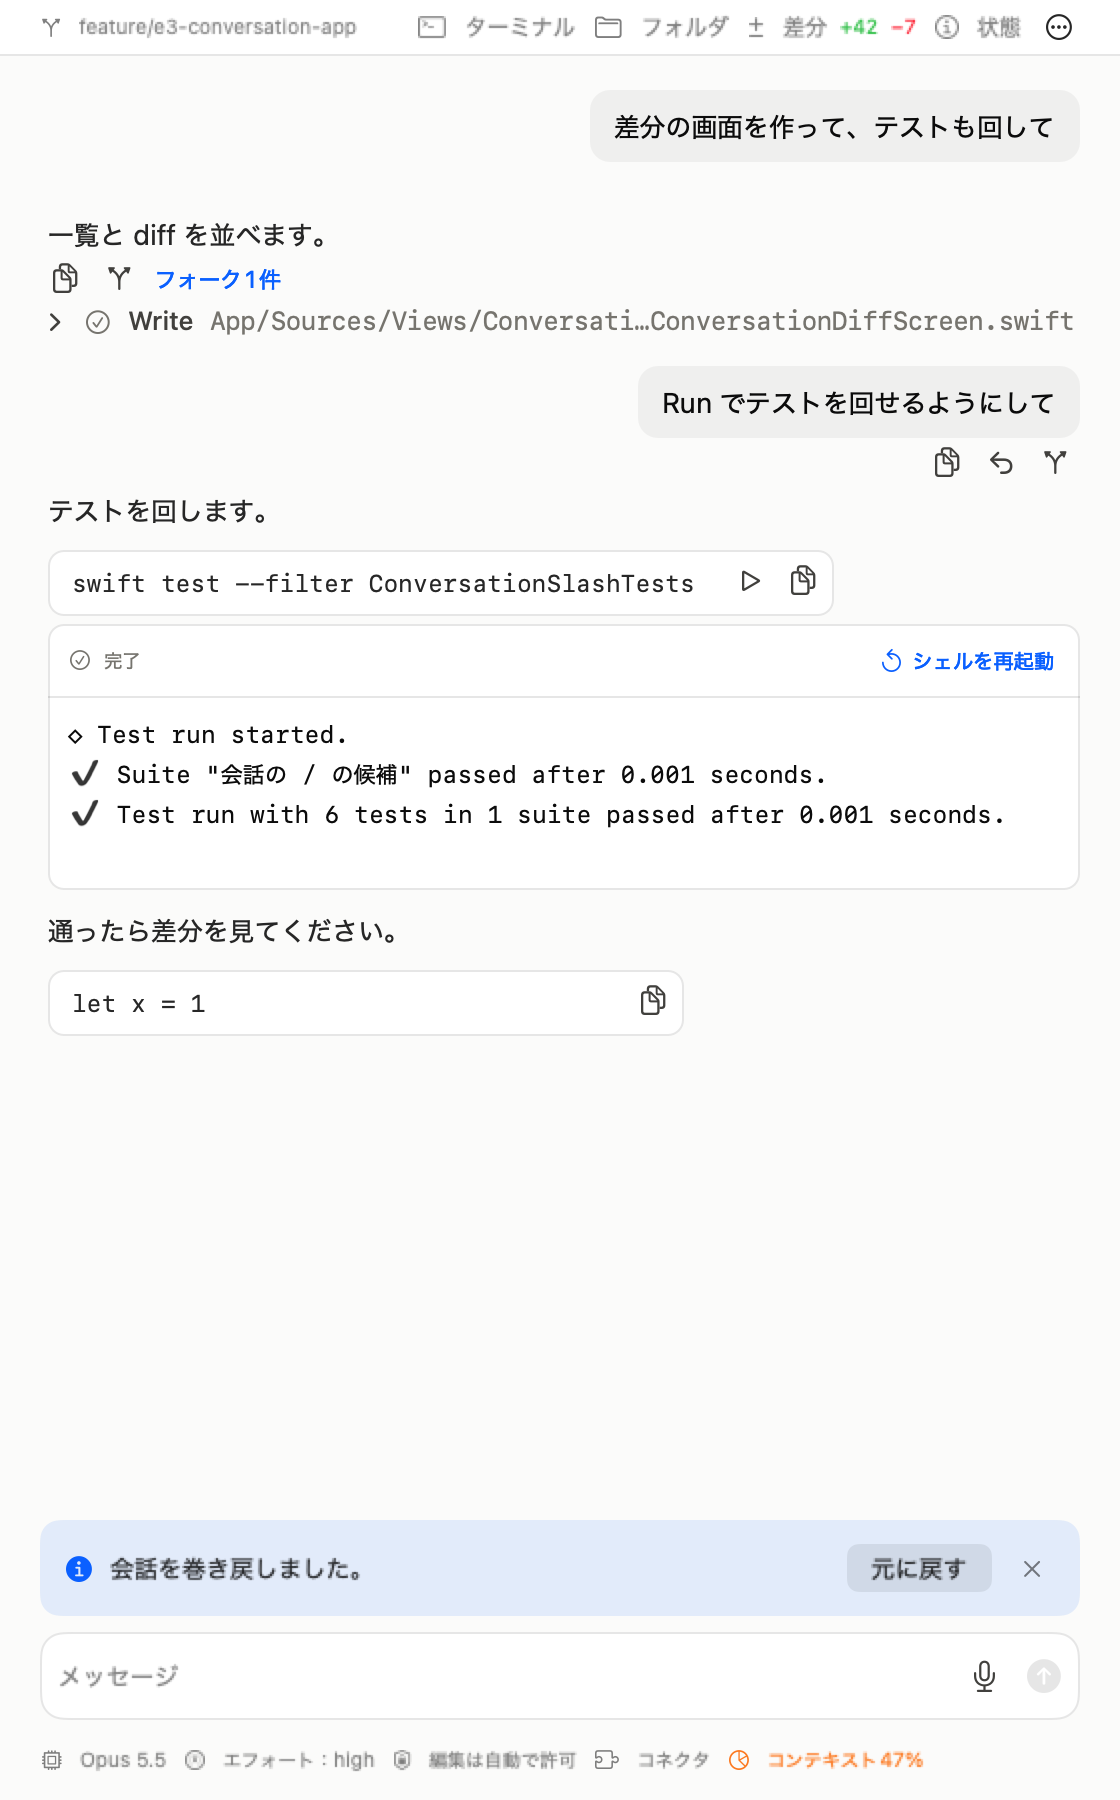 feature/e3-conversation-app ターミナル フォルダ ± 差分 +42 −7 状態
差分の画面を作って、テストも回して
一覧と diff を並べます。
フォーク1件
Write App/Sources/Views/Conversati…ConversationDiffScreen.swift
Run でテストを回せるようにして
テストを回します。
swift test --filter ConversationSlashTests
完了 シェルを再起動
◇ Test run started.
✔ Suite "会話の / の候補" passed after 0.001 seconds.
✔ Test run with 6 tests in 1 suite passed after 0.001 seconds.
通ったら差分を見てください。
let x = 1
会話を巻き戻しました。 元に戻す
メッセージ
Opus 5.5 エフォート：high 編集は自動で許可 コネクタ コンテキスト 47%